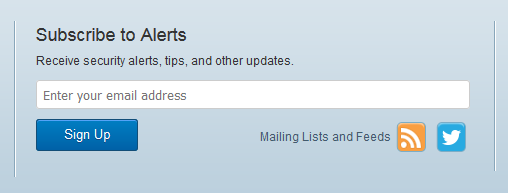 Subscribe to Alerts
Receive security alerts, tips, and other updates.
Enter your email address
Sign Up
Mailing Lists and Feeds